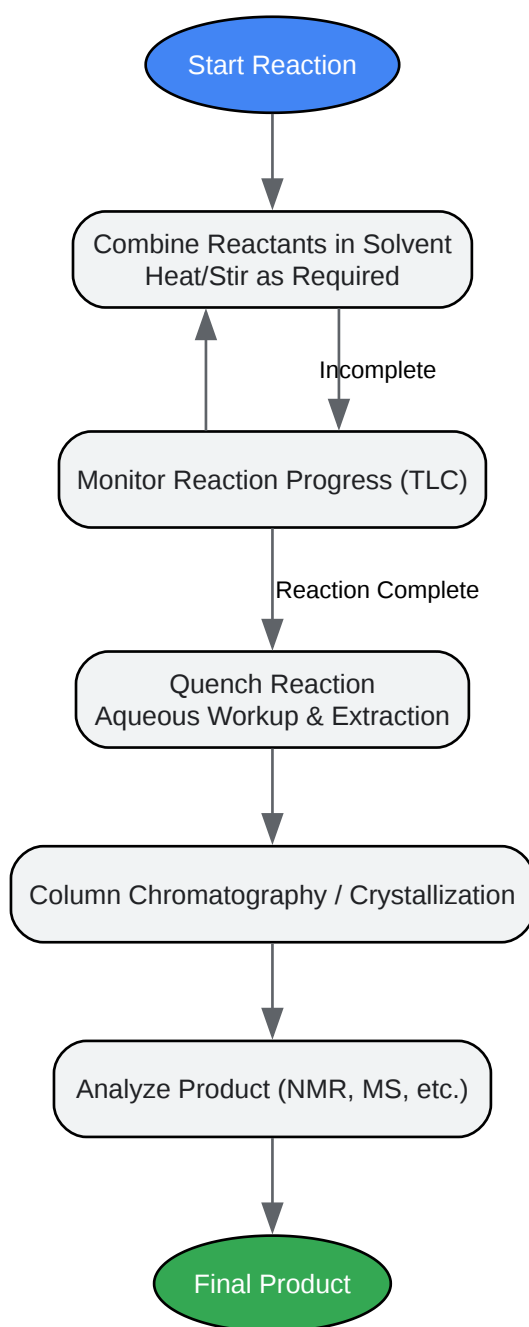 Start Reaction
Combine Reactants in Solvent
Heat/Stir as Required
Incomplete
Monitor Reaction Progress (TLC)
Reaction Complete
Quench Reaction
Aqueous Workup & Extraction
Column Chromatography / Crystallization
Analyze Product (NMR, MS, etc.)
Final Product